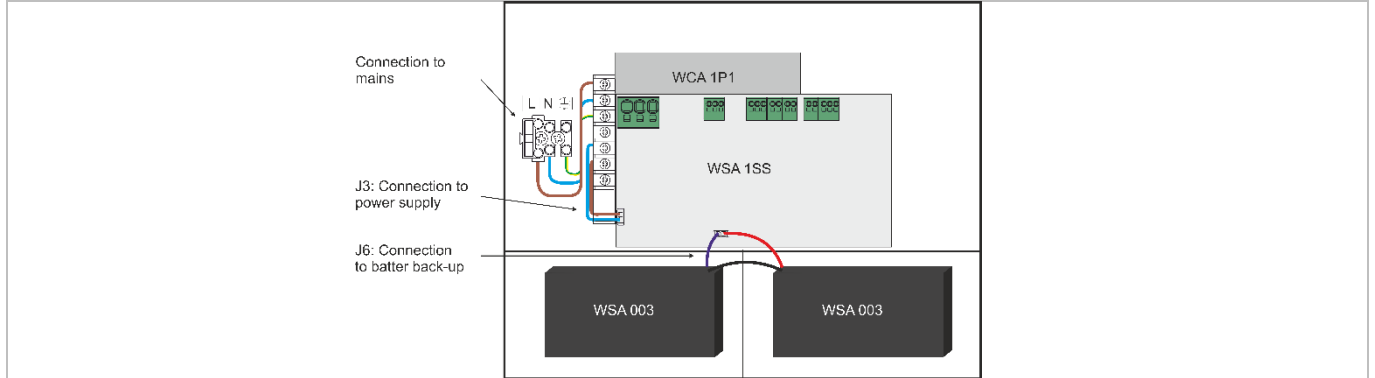 Connection to
mains
WCA 1P1
L N
WSA 1SS
J3: Connection to
power supply
J6: Connection
to batter back-up
WSA 003
WSA 003